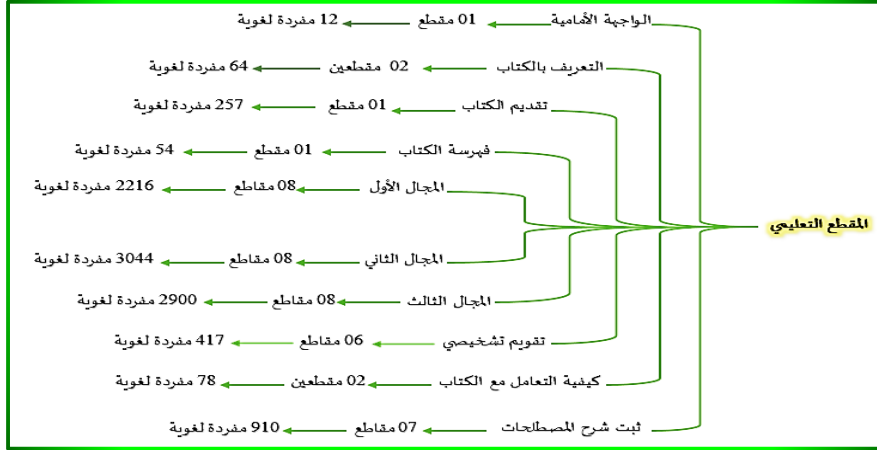 المقطع التعليمي
الواجهة الأمامية 01 مقطع 12 مفردة لغوية
التعريف بالكتاب 02 مقطعين 64 مفردة لغوية
تقديم الكتاب 01 مقطع 257 مفردة لغوية
فهرسة الكتاب 01 مقطع 54 مفردة لغوية
المجال الأول 08 مقاطع 2216 مفردة لغوية
المجال الثاني 08 مقاطع 3044 مفردة لغوية
المجال الثالث 08 مقاطع 2900 مفردة لغوية
تقويم تشخيصي 06 مقاطع 417 مفردة لغوية
كيفية التعامل مع الكتاب 02 مقطعين 78 مفردة لغوية
ثبت شرح المصطلحات 07 مقاطع 910 مفردة لغوية